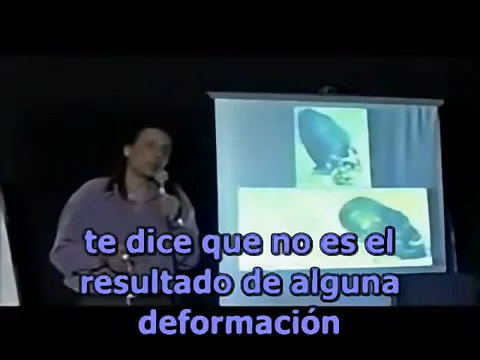 te dice que no es el
resultado de alguna
deformación